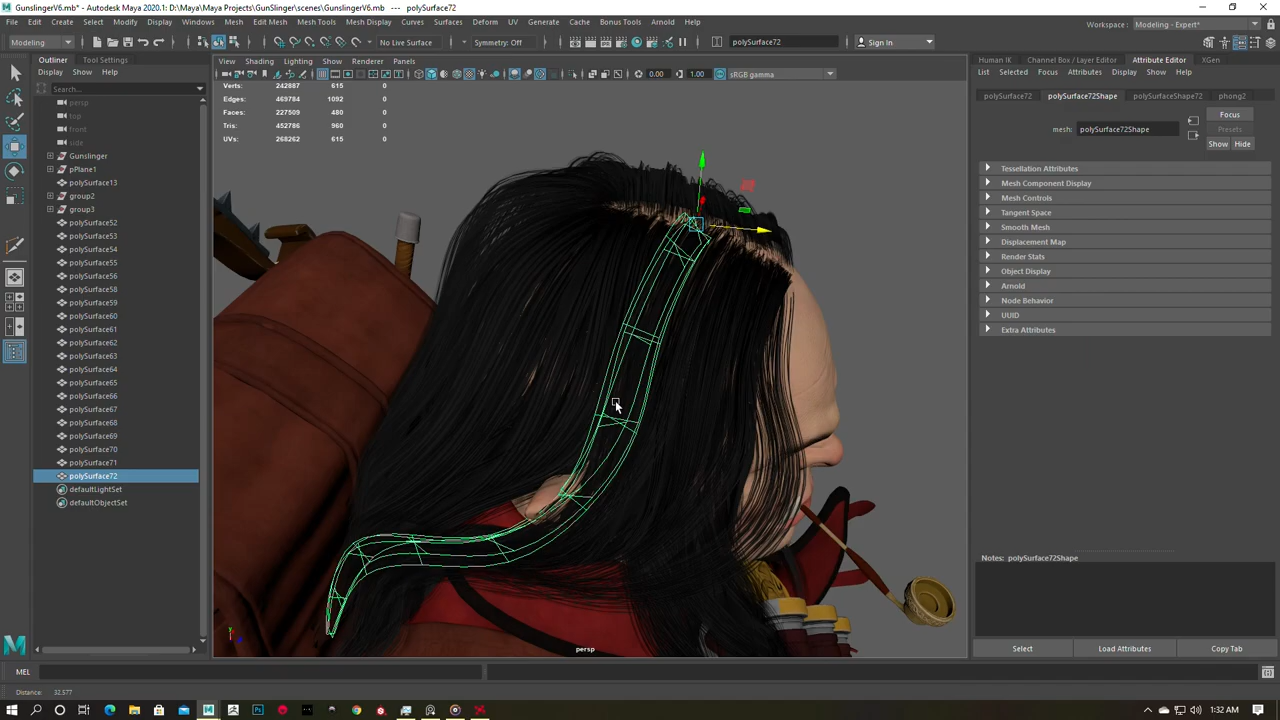 GunslingerV6.mb* - Autodesk Maya 2020.1: D:\Maya\Maya Projects\GunSlinger\scenes\GunslingerV6.mb* --- polySurface72
File Edit Create Select Modify Display Windows Mesh Edit Mesh Mesh Tools Mesh Display Curves Surfaces Deform UV Generate Cache Bonus Tools Arnold Help
Workspace : Modeling - Expert*
Modeling
No Live Surface
Symmetry: Off
polySurface72
Sign In
Outliner
Tool Settings
Display Show Help
Search...
persp
top
front
side
Gunslinger
pPlane1
polySurface13
group2
group3
polySurface52
polySurface53
polySurface54
polySurface55
polySurface56
polySurface58
polySurface59
polySurface60
polySurface61
polySurface62
polySurface63
polySurface64
polySurface65
polySurface66
polySurface67
polySurface68
polySurface69
polySurface70
polySurface71
polySurface72
defaultLightSet
defaultObjectSet
View Shading Lighting Show Renderer Panels
0.00
1.00
sRGB gamma
Verts: 242887 615 0
Edges: 469784 1092 0
Faces: 227509 480 0
Tris: 452786 960 0
UVs: 268262 615 0
persp
Human IK
Channel Box / Layer Editor
Attribute Editor
XGen
List Selected Focus Attributes Display Show Help
polySurface72
polySurface72Shape
polySurfaceShape72
phong2
mesh: polySurface72Shape
Focus
Presets
Show Hide
Tessellation Attributes
Mesh Component Display
Mesh Controls
Tangent Space
Smooth Mesh
Displacement Map
Render Stats
Object Display
Arnold
Node Behavior
UUID
Extra Attributes
Notes: polySurface72Shape
Select
Load Attributes
Copy Tab
MEL
Distance: 32.577
1:32 AM